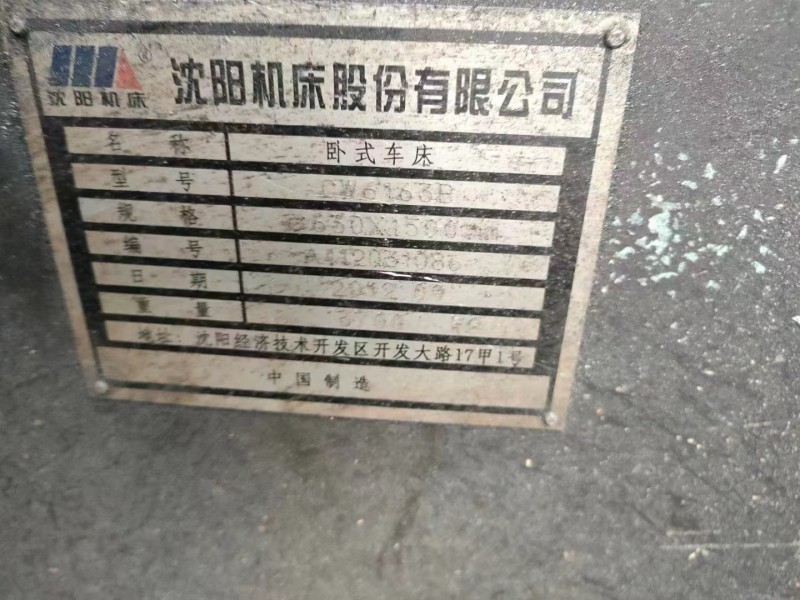 沈阳机床® 沈阳机床股份有限公司
名称 卧式车床
型号 CW6163B
规格
编号
日期 2012
重量
地址：沈阳经济技术开发区开发大路17甲1号
中国制造